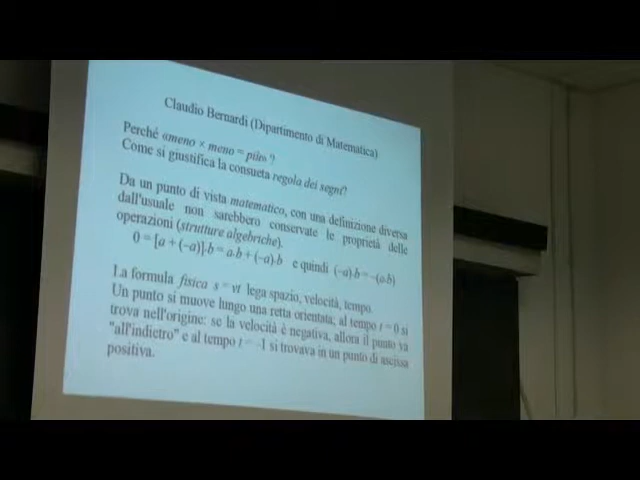 Claudio Bernardi (Dipartimento di Matematica)
Perché «meno × meno = più» ?
Come si giustifica la consueta regola dei segni?
Da un punto di vista matematico, con una definizione diversa
dall'usuale non sarebbero conservate le proprietà delle
operazioni (strutture algebriche).
0 = [a + (−a)]·b = a·b + (−a)·b e quindi (−a)·b = −(a·b)
La formula fisica s = vt lega spazio, velocità, tempo.
Un punto si muove lungo una retta orientata; al tempo t = 0 si
trova nell'origine: se la velocità è negativa, allora il punto va
"all'indietro" e al tempo t = -1 si trovava in un punto di ascissa
positiva.